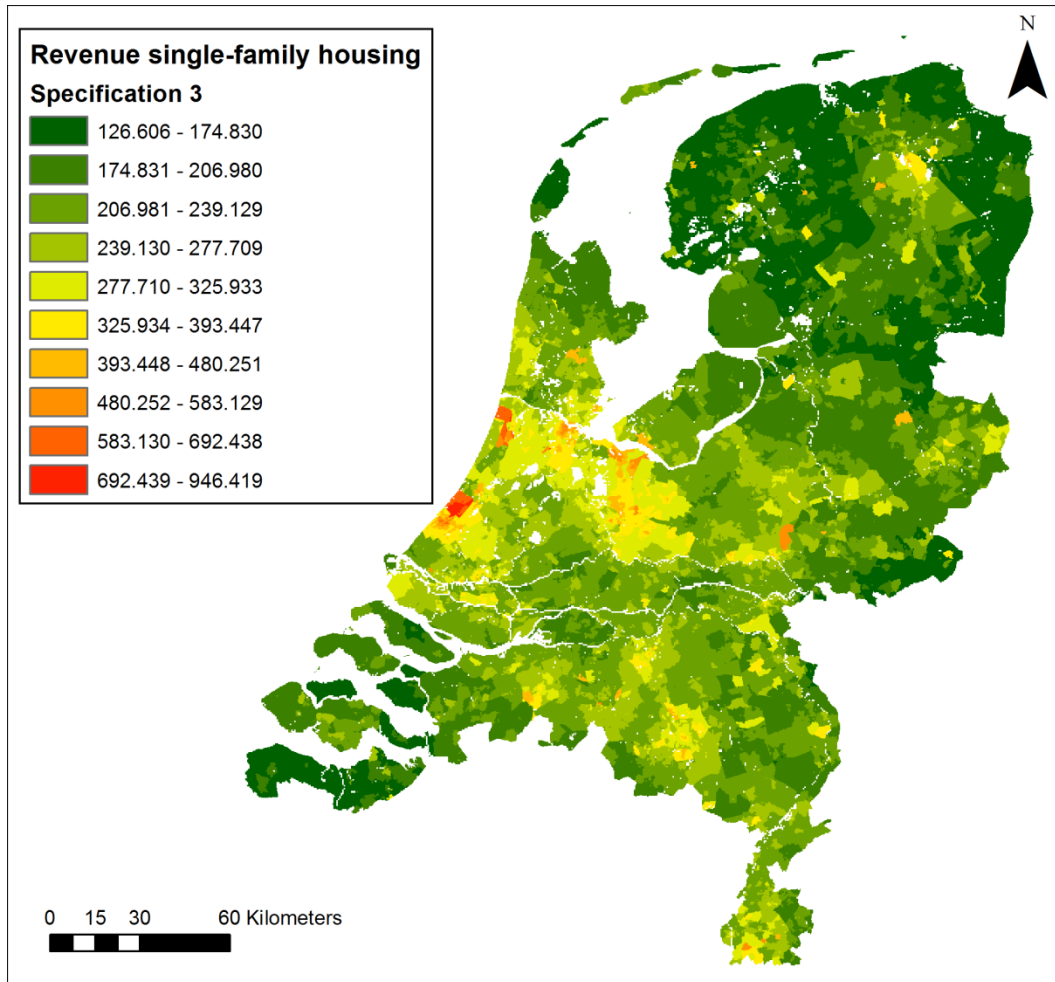 Revenue single-family housing
Specification 3
126.606 - 174.830
174.831 - 206.980
206.981 - 239.129
239.130 - 277.709
277.710 - 325.933
325.934 - 393.447
393.448 - 480.251
480.252 - 583.129
583.130 - 692.438
692.439 - 946.419
N
0 15 30 60 Kilometers